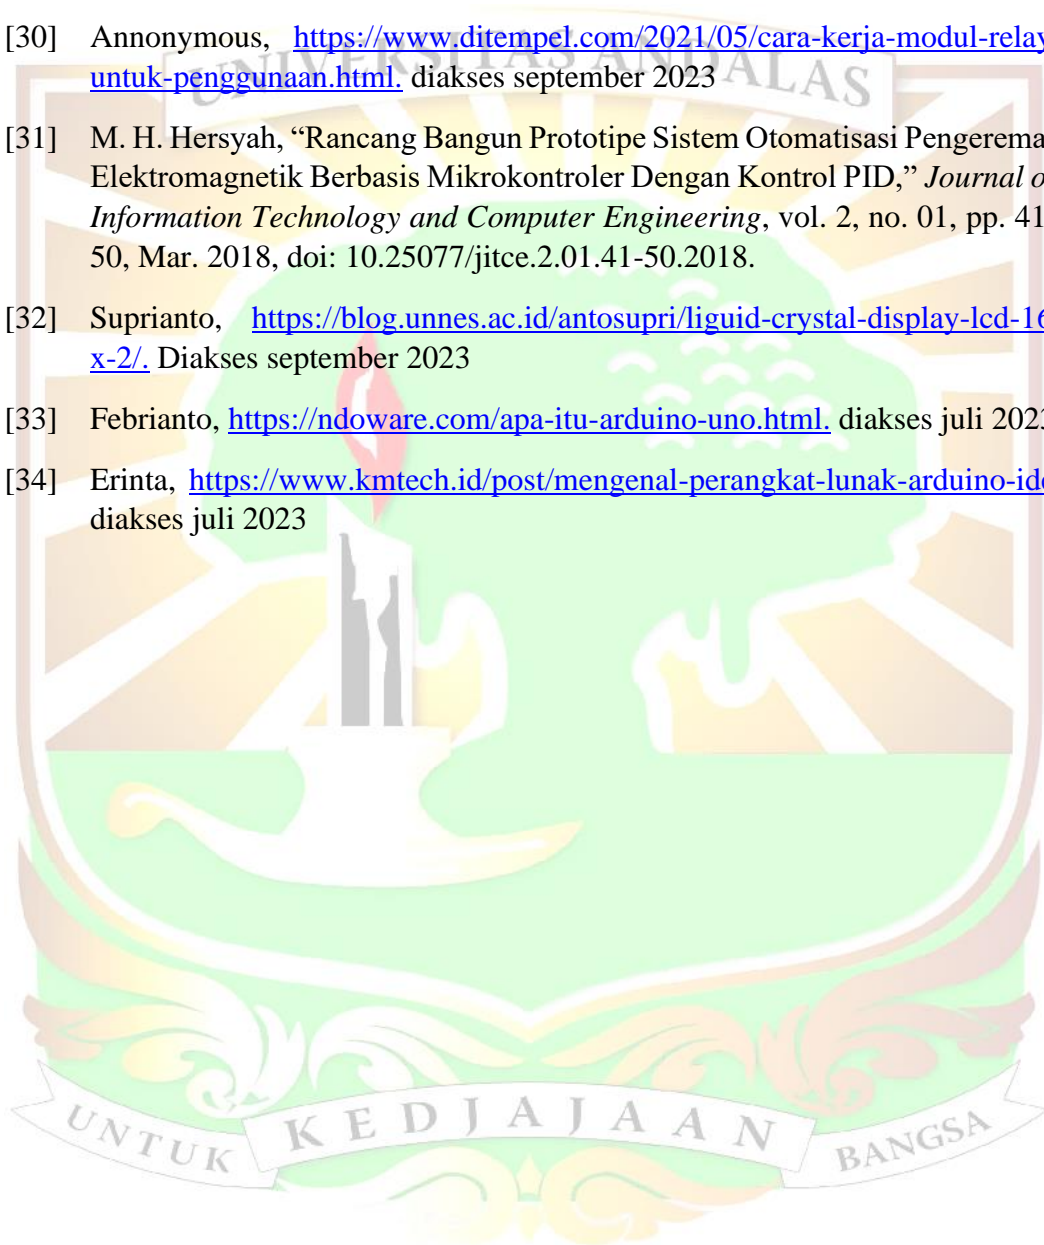 [30] Annonymous, https://www.ditempel.com/2021/05/cara-kerja-modul-relay
untuk-penggunaan.html. diakses september 2023
UNIVERSITAS ANDALAS
[31] M. H. Hersyah, “Rancang Bangun Prototipe Sistem Otomatisasi Pengerema
Elektromagnetik Berbasis Mikrokontroler Dengan Kontrol PID,” Journal o
Information Technology and Computer Engineering, vol. 2, no. 01, pp. 41
50, Mar. 2018, doi: 10.25077/jitce.2.01.41-50.2018.
[32] Suprianto, https://blog.unnes.ac.id/antosupri/liguid-crystal-display-lcd-16
x-2/. Diakses september 2023
[33] Febrianto, https://ndoware.com/apa-itu-arduino-uno.html. diakses juli 2023
[34] Erinta, https://www.kmtech.id/post/mengenal-perangkat-lunak-arduino-ide
diakses juli 2023
UNTUK KEDJAJAAN BANGSA